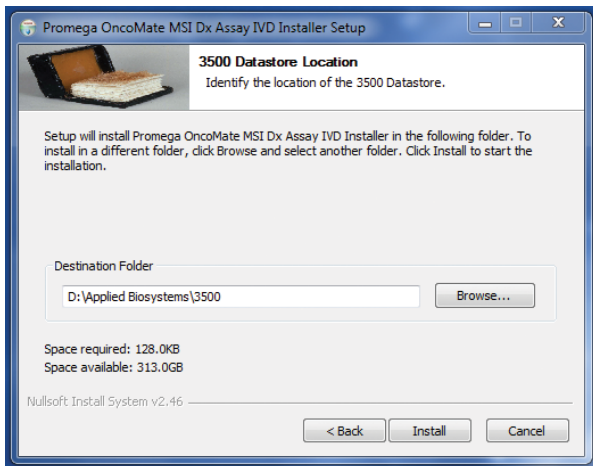 Promega OncoMate MSI Dx Assay IVD Installer Setup
3500 Datastore Location
Identify the location of the 3500 Datastore.
Setup will install Promega OncoMate MSI Dx Assay IVD Installer in the following folder. To
install in a different folder, click Browse and select another folder. Click Install to start the
installation.
Destination Folder
D:\Applied Biosystems\3500
Browse...
Space required: 128.0KB
Space available: 313.0GB
Nullsoft Install System v2.46
< Back
Install
Cancel